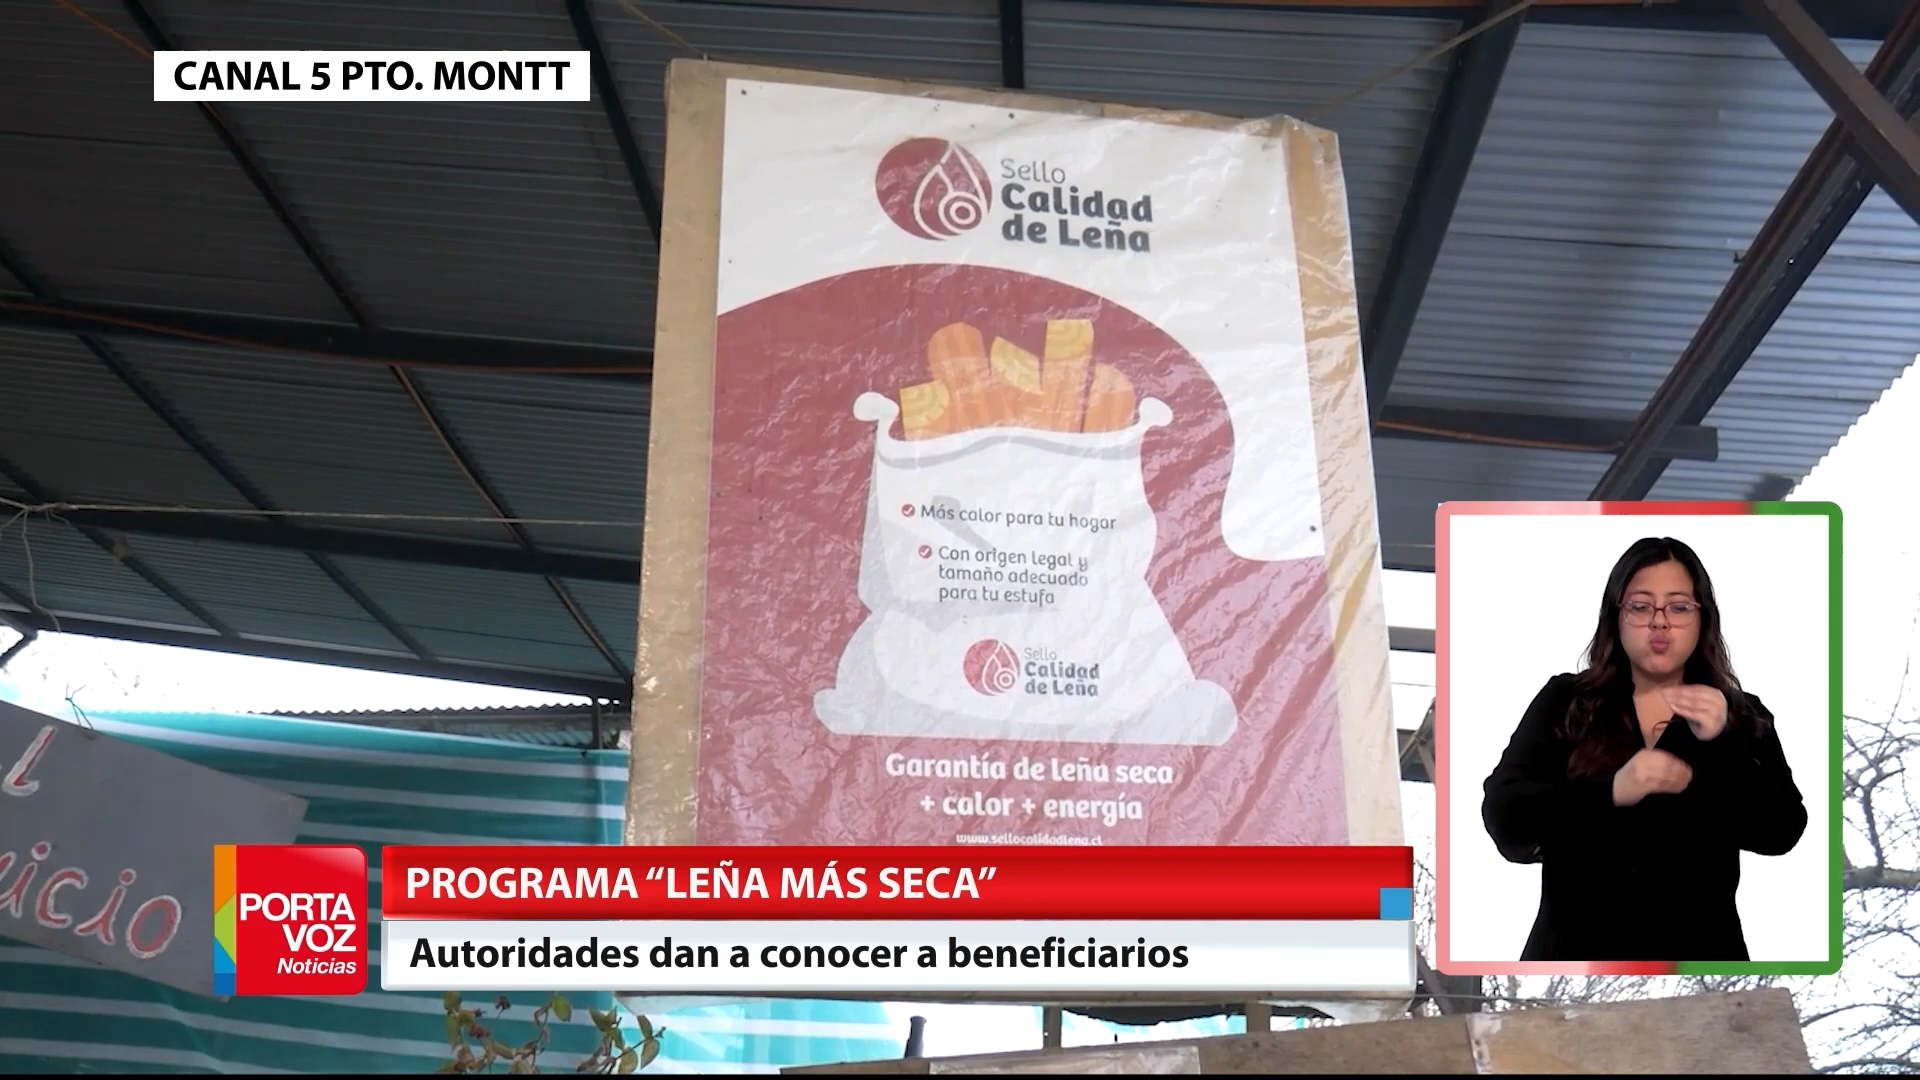 CANAL 5 PTO. MONTT
Sello
Calidad
de Leña
Más calor para tu hogar
Con origen legal y
tamaño adecuado
para tu estufa
Sello
Calidad
de Leña
Garantía de leña seca
+ calor + energía
www.sellocalidadlena.cl
PORTA
VOZ
Noticias
PROGRAMA “LEÑA MÁS SECA”
Autoridades dan a conocer a beneficiarios